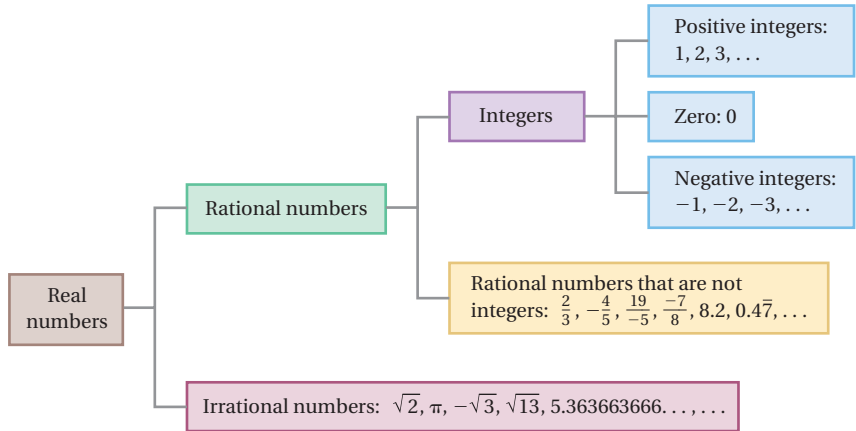 Positive integers:
1, 2, 3, . . .
Integers
Zero: 0
Negative integers:
−1, −2, −3, . . .
Rational numbers
Rational numbers that are not
integers: 2/3, −4/5, 19/−5, −7/8, 8.2, 0.47̅, . . .
Real
numbers
Irrational numbers: √2, π, −√3, √13, 5.363663666. . . , . . .